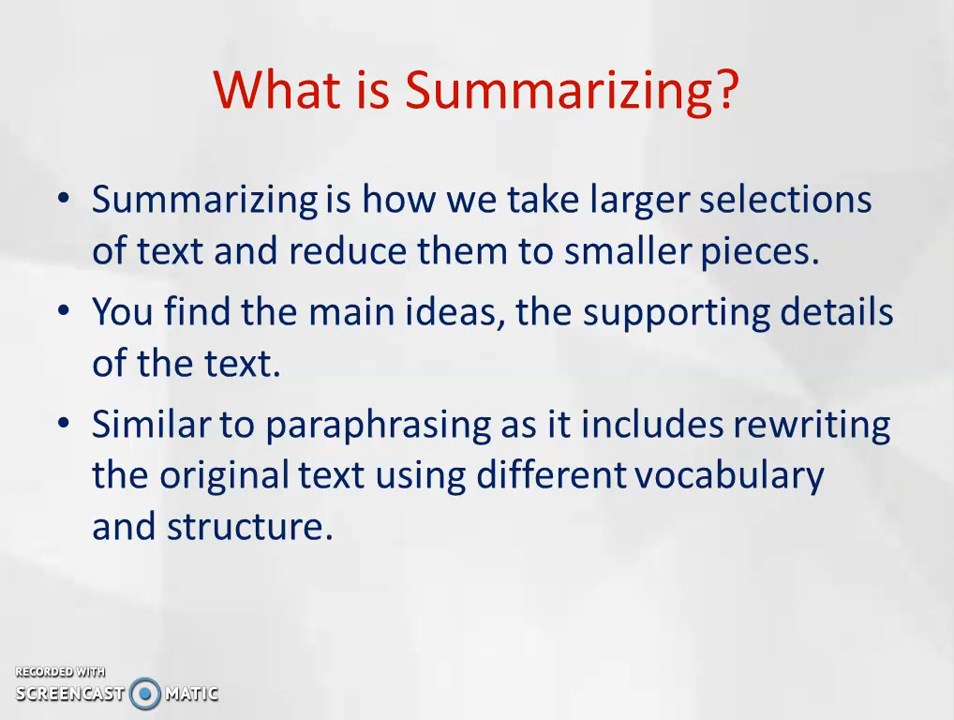 What is Summarizing?
• Summarizing is how we take larger selections
of text and reduce them to smaller pieces.
• You find the main ideas, the supporting details
of the text.
• Similar to paraphrasing as it includes rewriting
the original text using different vocabulary
and structure.
RECORDED WITH
SCREENCAST MATIC